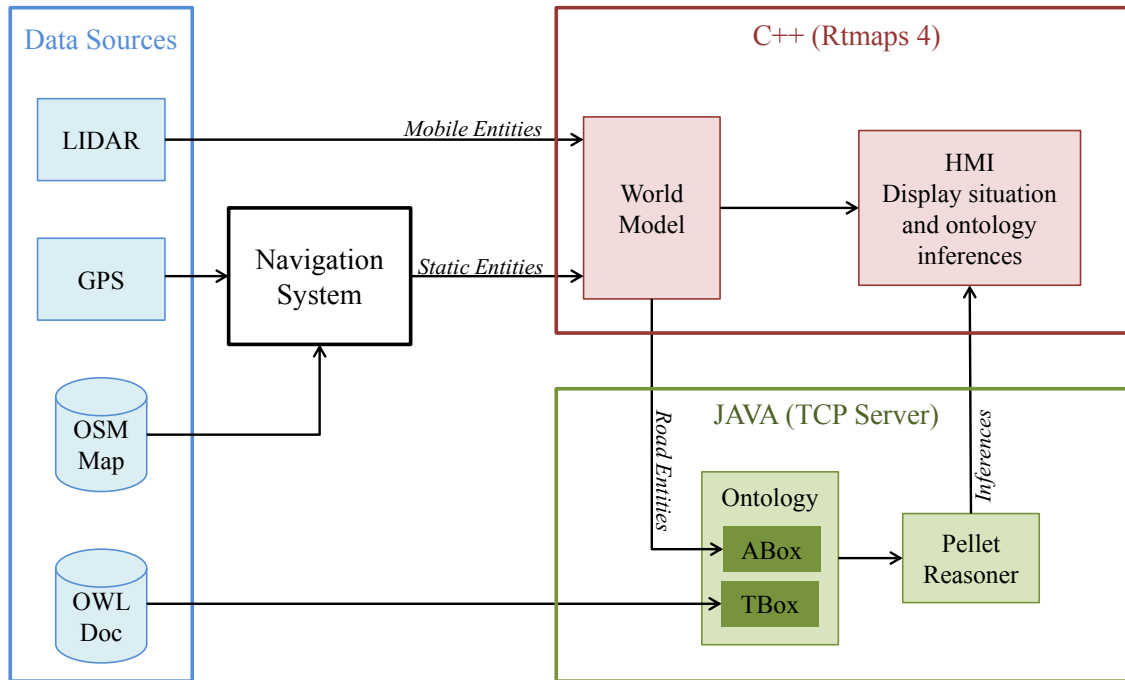 Data Sources
LIDAR
GPS
OSM
Map
OWL
Doc
Navigation
System
Mobile Entities
Static Entities
C++ (Rtmaps 4)
World
Model
HMI
Display situation
and ontology
inferences
Road Entities
Inferences
JAVA (TCP Server)
Ontology
ABox
TBox
Pellet
Reasoner